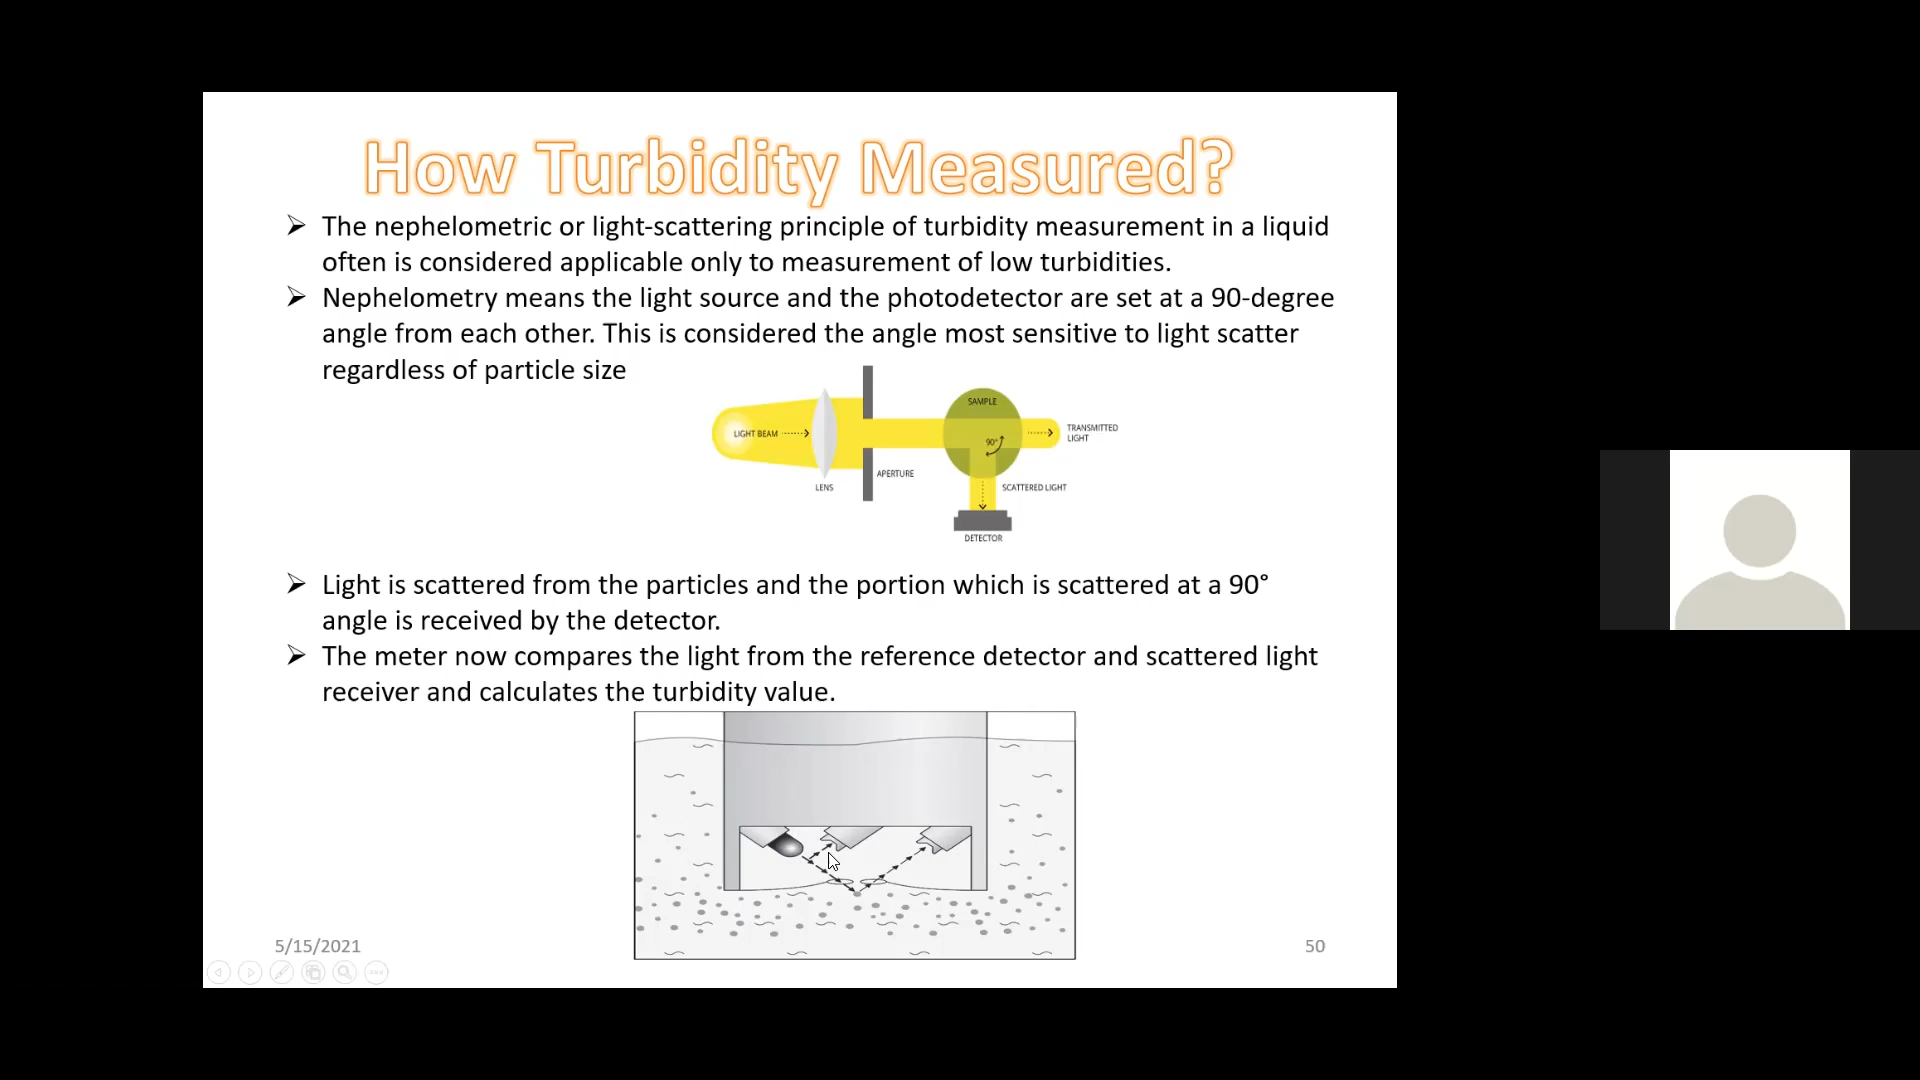 How Turbidity Measured?
The nephelometric or light-scattering principle of turbidity measurement in a liquid
often is considered applicable only to measurement of low turbidities.
Nephelometry means the light source and the photodetector are set at a 90-degree
angle from each other. This is considered the angle most sensitive to light scatter
regardless of particle size
SAMPLE
LIGHT BEAM
TRANSMITTED
LIGHT
90°
APERTURE
LENS
SCATTERED LIGHT
DETECTOR
Light is scattered from the particles and the portion which is scattered at a 90°
angle is received by the detector.
The meter now compares the light from the reference detector and scattered light
receiver and calculates the turbidity value.
5/15/2021
50